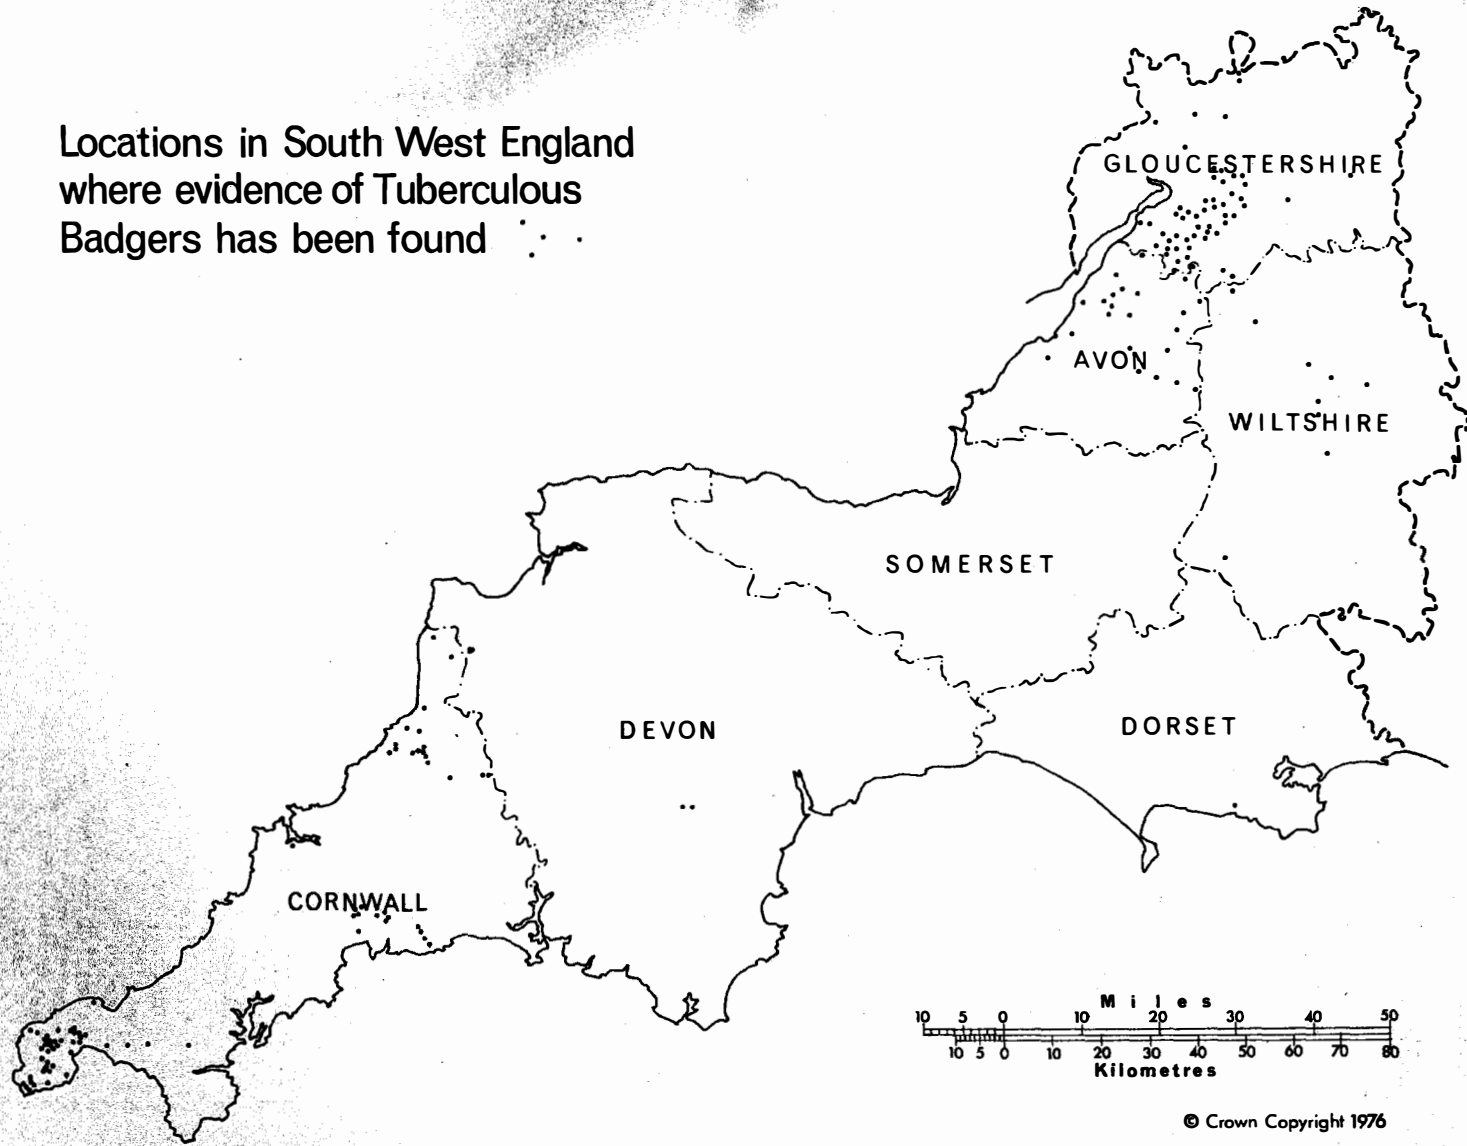 Locations in South West England
where evidence of Tuberculous
Badgers has been found
GLOUCESTERSHIRE
AVON
WILTSHIRE
SOMERSET
DEVON
DORSET
CORNWALL
Miles
10 5 0 10 20 30 40 50
10 5 0 10 20 30 40 50 60 70 80
Kilometres
© Crown Copyright 1976